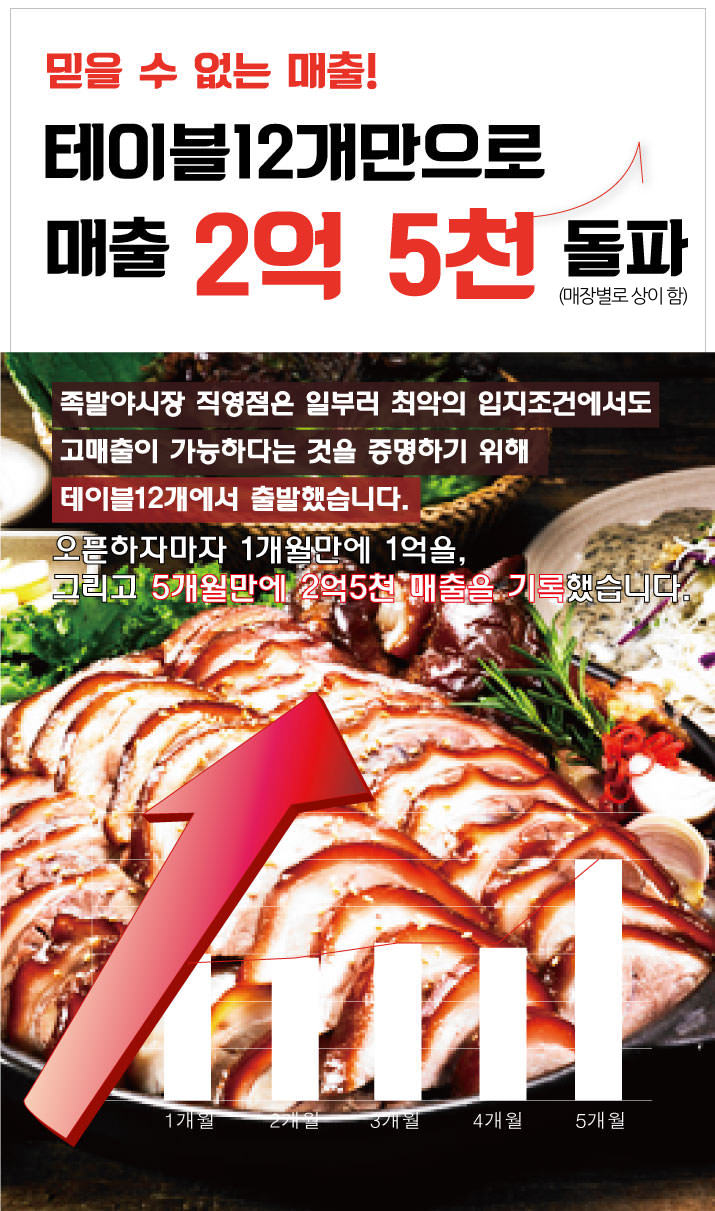 믿을 수 없는 매출!
테이블12개만으로
매출 2억 5천 돌파
(매장별로 상이 함)
족발야시장 직영점은 일부러 최악의 입지조건에서도
고매출이 가능하다는 것을 증명하기 위해
테이블12개에서 출발했습니다.
오픈하자마자 1개월만에 1억을,
그리고 5개월만에 2억5천 매출을 기록했습니다.
1개월 2개월 3개월 4개월 5개월